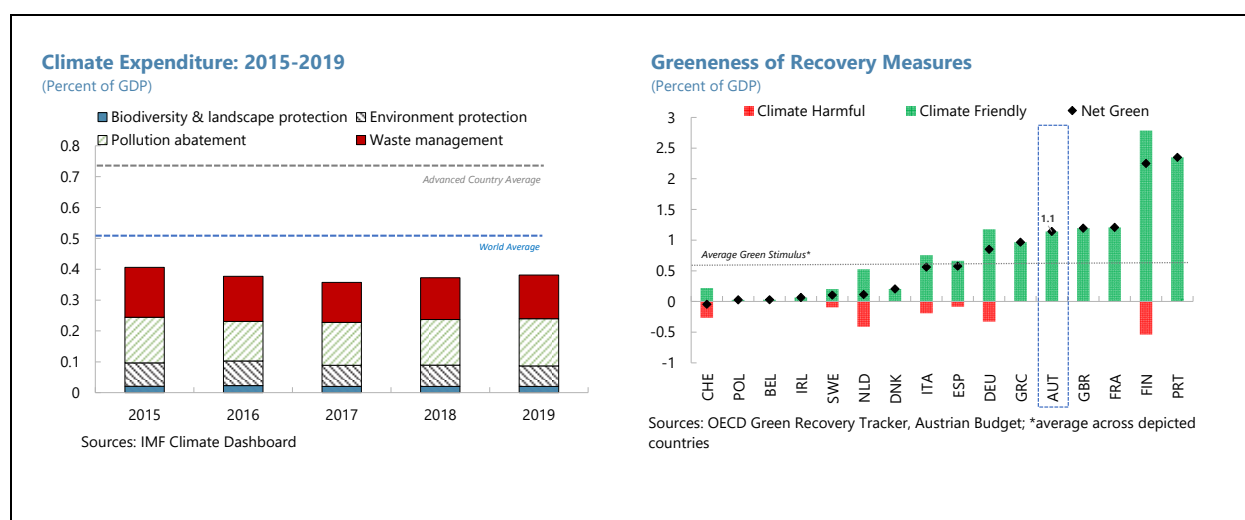 Climate Expenditure: 2015-2019
(Percent of GDP)
Biodiversity & landscape protection
Environment protection
Pollution abatement
Waste management
0.8
0.7
0.6
0.5
0.4
0.3
0.2
0.1
0
Advanced Country Average
World Average
2015
2016
2017
2018
2019
Sources: IMF Climate Dashboard
Greeneness of Recovery Measures
(Percent of GDP)
Climate Harmful
Climate Friendly
Net Green
3
2.5
2
1.5
1
0.5
0
-0.5
-1
1.1
Average Green Stimulus*
CHE
POL
BEL
IRL
SWE
NLD
DNK
ITA
ESP
DEU
GRC
AUT
GBR
FRA
FIN
PRT
Sources: OECD Green Recovery Tracker, Austrian Budget; *average across depicted
countries